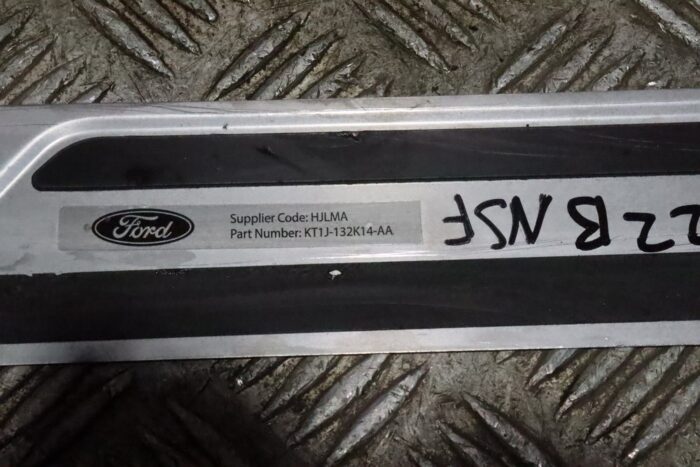 Ford
Supplier Code: HJLMA
Part Number: KT1J-132K14-AA
22B NSF